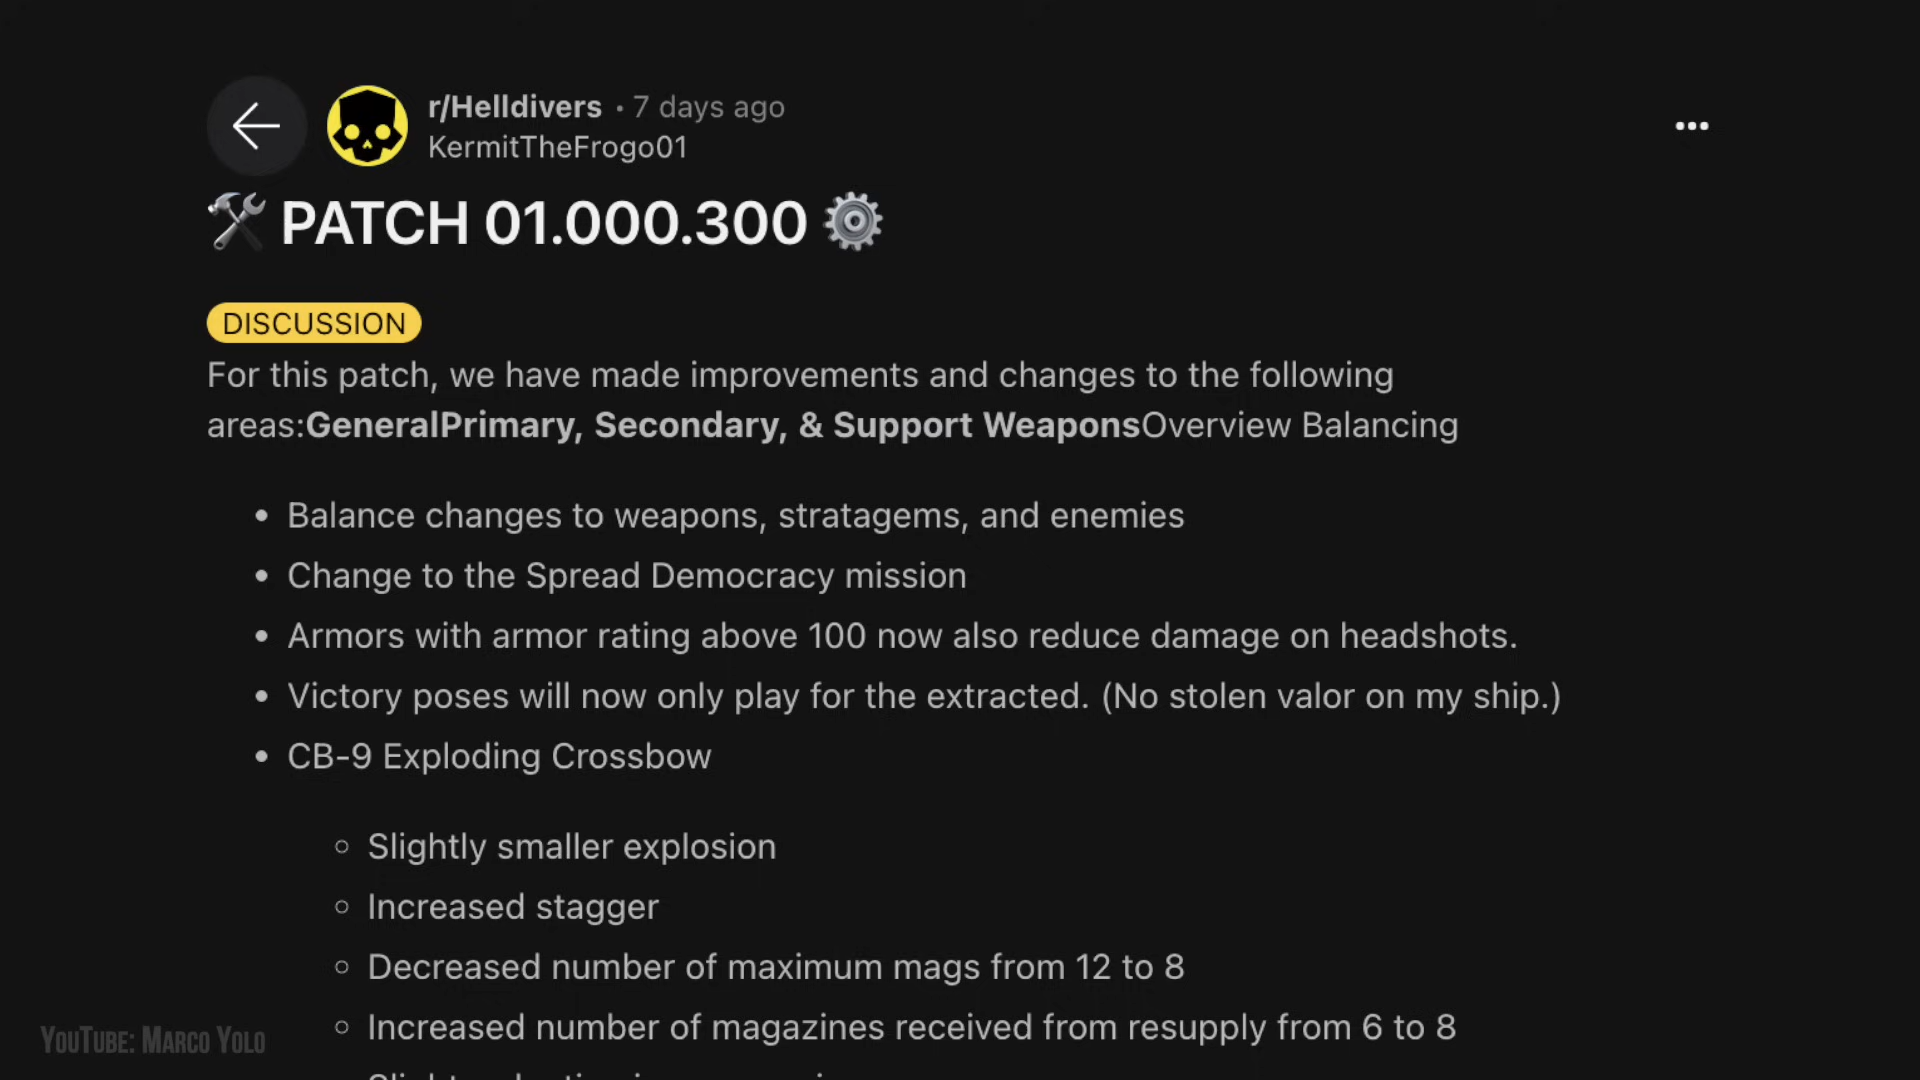 r/Helldivers • 7 days ago
KermitTheFrogo01
PATCH 01.000.300
DISCUSSION
For this patch, we have made improvements and changes to the following
areas:GeneralPrimary, Secondary, & Support WeaponsOverview Balancing
• Balance changes to weapons, stratagems, and enemies
• Change to the Spread Democracy mission
• Armors with armor rating above 100 now also reduce damage on headshots.
• Victory poses will now only play for the extracted. (No stolen valor on my ship.)
• CB-9 Exploding Crossbow
◦ Slightly smaller explosion
◦ Increased stagger
◦ Decreased number of maximum mags from 12 to 8
◦ Increased number of magazines received from resupply from 6 to 8
YouTube: Marco Yolo